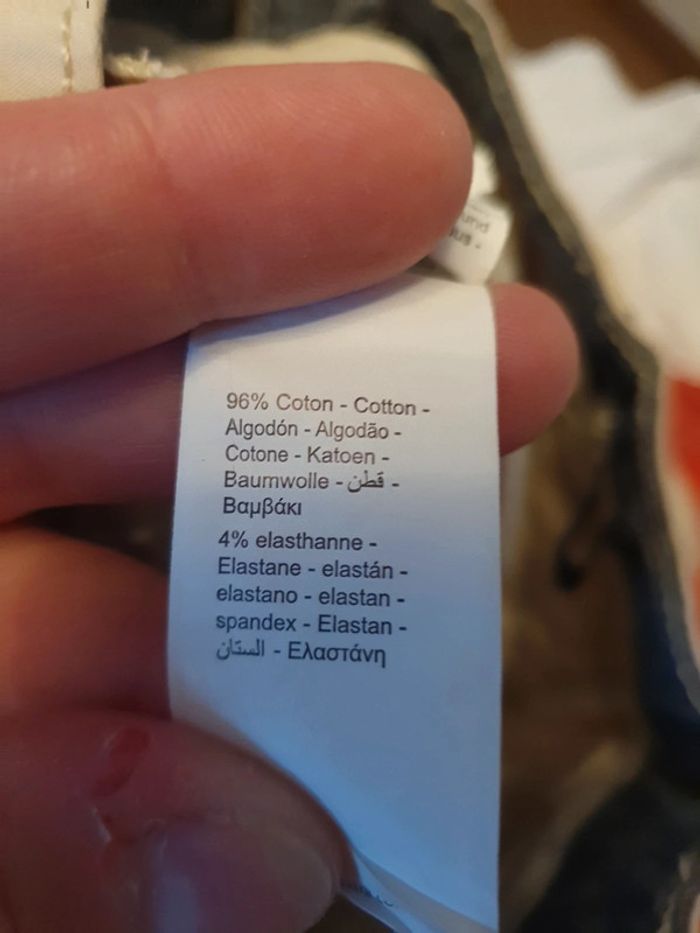 96% Coton - Cotton -
Algodón - Algodão -
Cotone - Katoen -
Baumwolle - قطن -
Βαμβάκι
4% elasthanne -
Elastane - elastán -
elastano - elastan -
spandex - Elastan -
الستان - Ελαστάνη